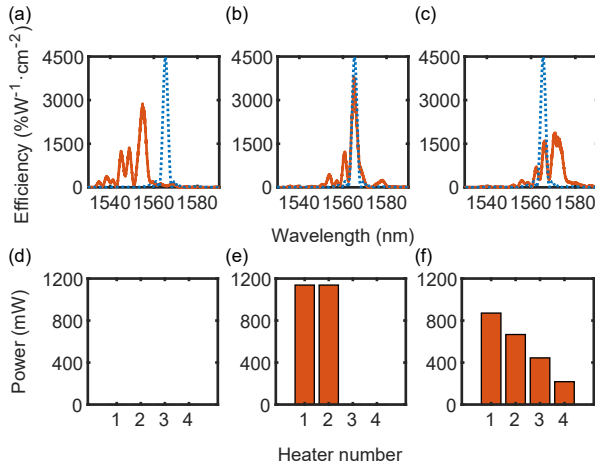 (a) (b) (c)
Efficiency (%W⁻¹·cm⁻²)
4500 4500 4500
3000 3000 3000
1500 1500 1500
0 0 0
1540 1560 1580 1540 1560 1580 1540 1560 1580
Wavelength (nm)
(d) (e) (f)
Power (mW)
1200 1200 1200
800 800 800
400 400 400
0 0 0
1 2 3 4 1 2 3 4 1 2 3 4
Heater number